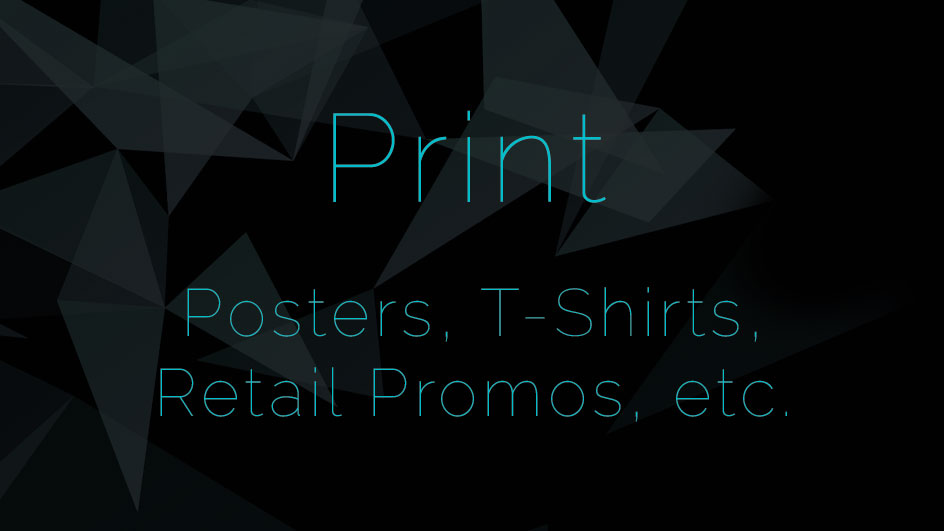 Print
Posters, T-Shirts,
Retail Promos, etc.